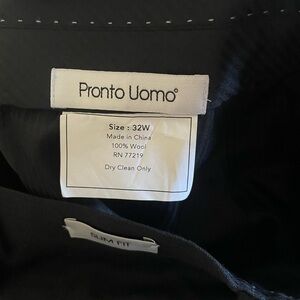 Pronto Uomo®
Size : 32W
Made in China
100% Wool
RN 77219
Dry Clean Only
SLIM FIT